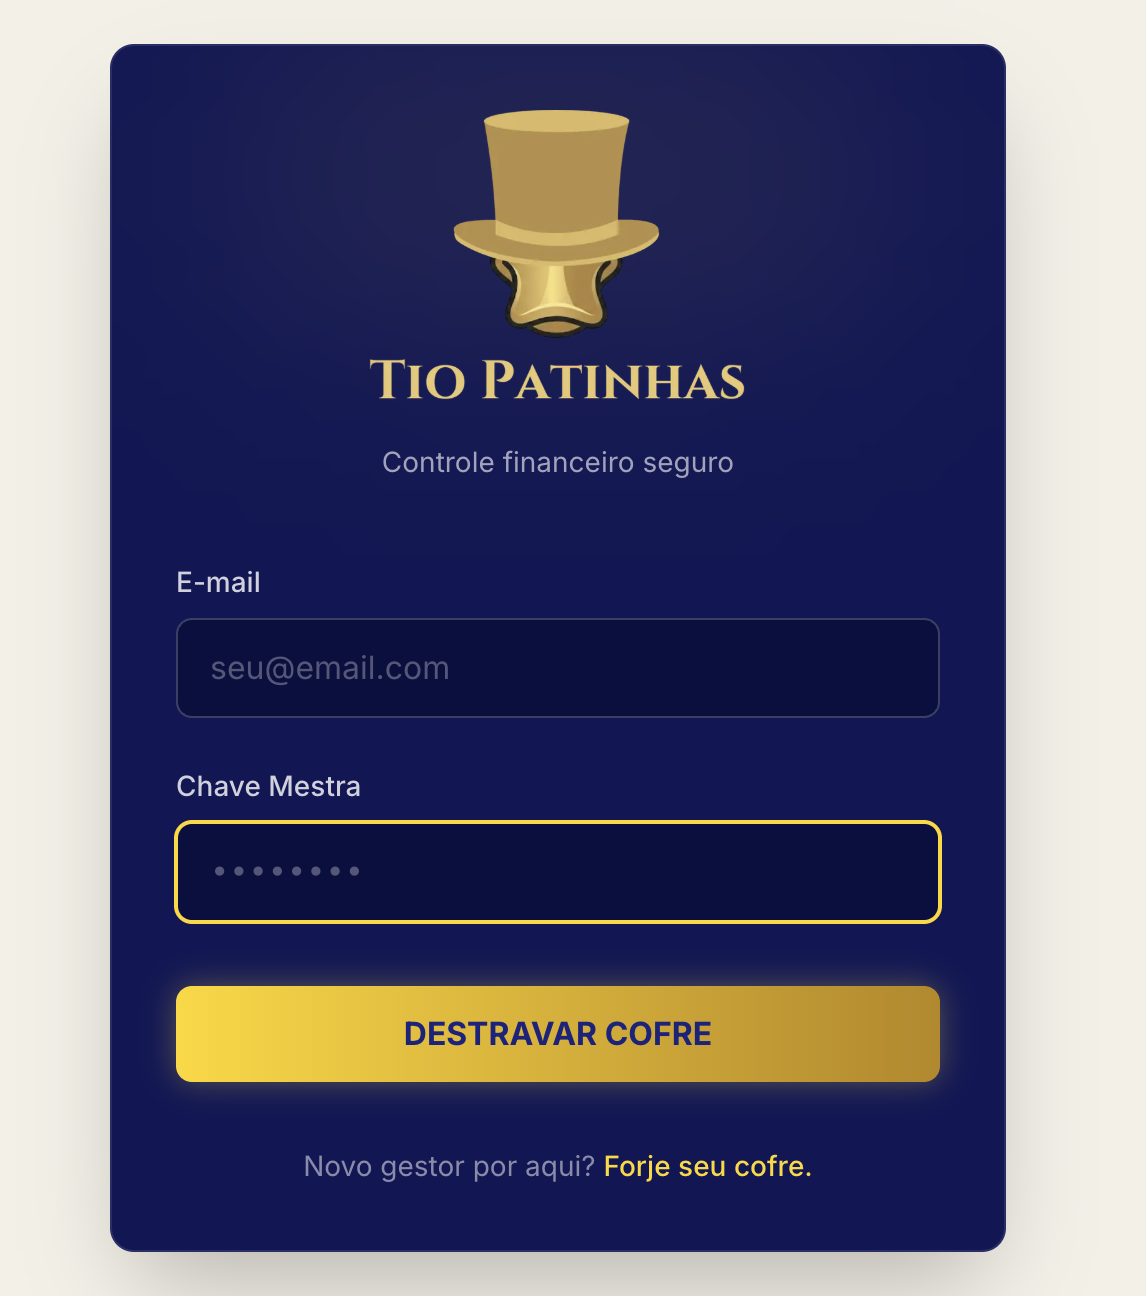 Tio Patinhas
Controle financeiro seguro
E-mail
seu@email.com
Chave Mestra
••••••••
DESTRAVAR COFRE
Novo gestor por aqui? Forje seu cofre.